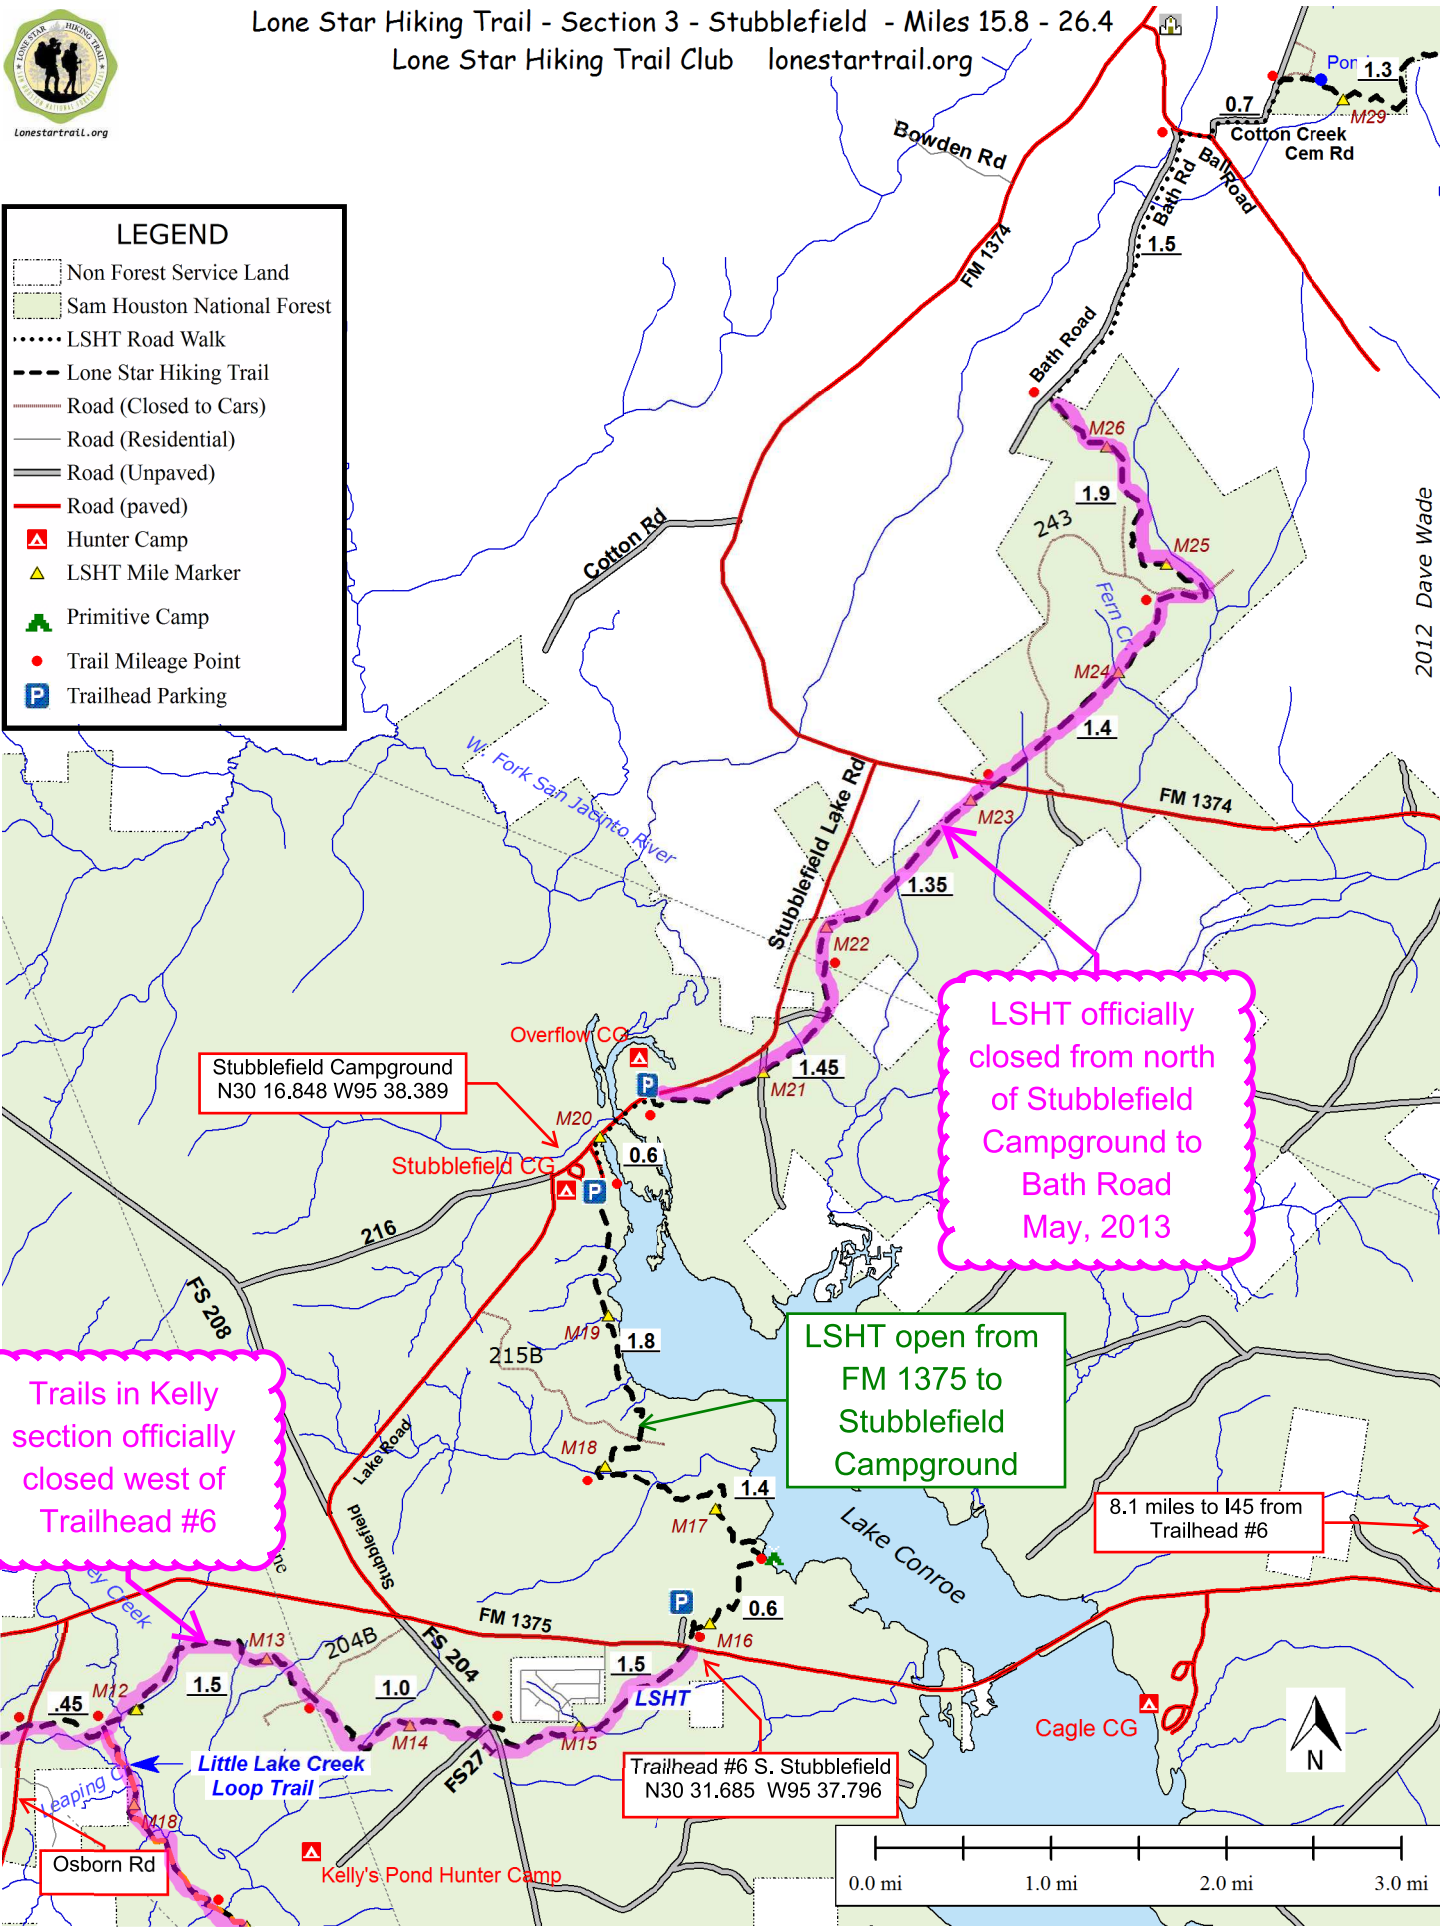 Lone Star Hiking Trail - Section 3 - Stubblefield - Miles 15.8 - 26.4
Lone Star Hiking Trail Club lonestartrail.org
LONE STAR HIKING TRAIL
lonestartrail.org
LEGEND
Non Forest Service Land
Sam Houston National Forest
LSHT Road Walk
Lone Star Hiking Trail
Road (Closed to Cars)
Road (Residential)
Road (Unpaved)
Road (paved)
Hunter Camp
LSHT Mile Marker
Primitive Camp
Trail Mileage Point
P Trailhead Parking
1.3
M29
0.7
Cotton Creek
Cem Rd
Ball
Road
Bath Rd
1.5
Bowden Rd
FM 1374
Bath Road
M26
1.9
243
M25
Fern Cr
M24
1.4
2012 Dave Wade
Cotton Rd
W. Fork San Jacinto River
Stubblefield Lake Rd
FM 1374
M23
1.35
M22
LSHT officially
closed from north
of Stubblefield
Campground to
Bath Road
May, 2013
Overflow CG
P
1.45
M21
Stubblefield Campground
N30 16.848 W95 38.389
M20
0.6
Stubblefield CG
P
216
FS 208
M19
1.8
215B
LSHT open from
FM 1375 to
Stubblefield
Campground
Trails in Kelly
section officially
closed west of
Trailhead #6
Lake Road
Stubblefield
M18
1.4
M17
Lake Conroe
8.1 miles to I45 from
Trailhead #6
P
0.6
M16
FM 1375
FS 204
204B
M13
1.5
M12
.45
1.0
M14
1.5
LSHT
M15
FS271
Little Lake Creek
Loop Trail
M18
Osborn Rd
Kelly's Pond Hunter Camp
Trailhead #6 S. Stubblefield
N30 31.685 W95 37.796
Cagle CG
N
0.0 mi 1.0 mi 2.0 mi 3.0 mi